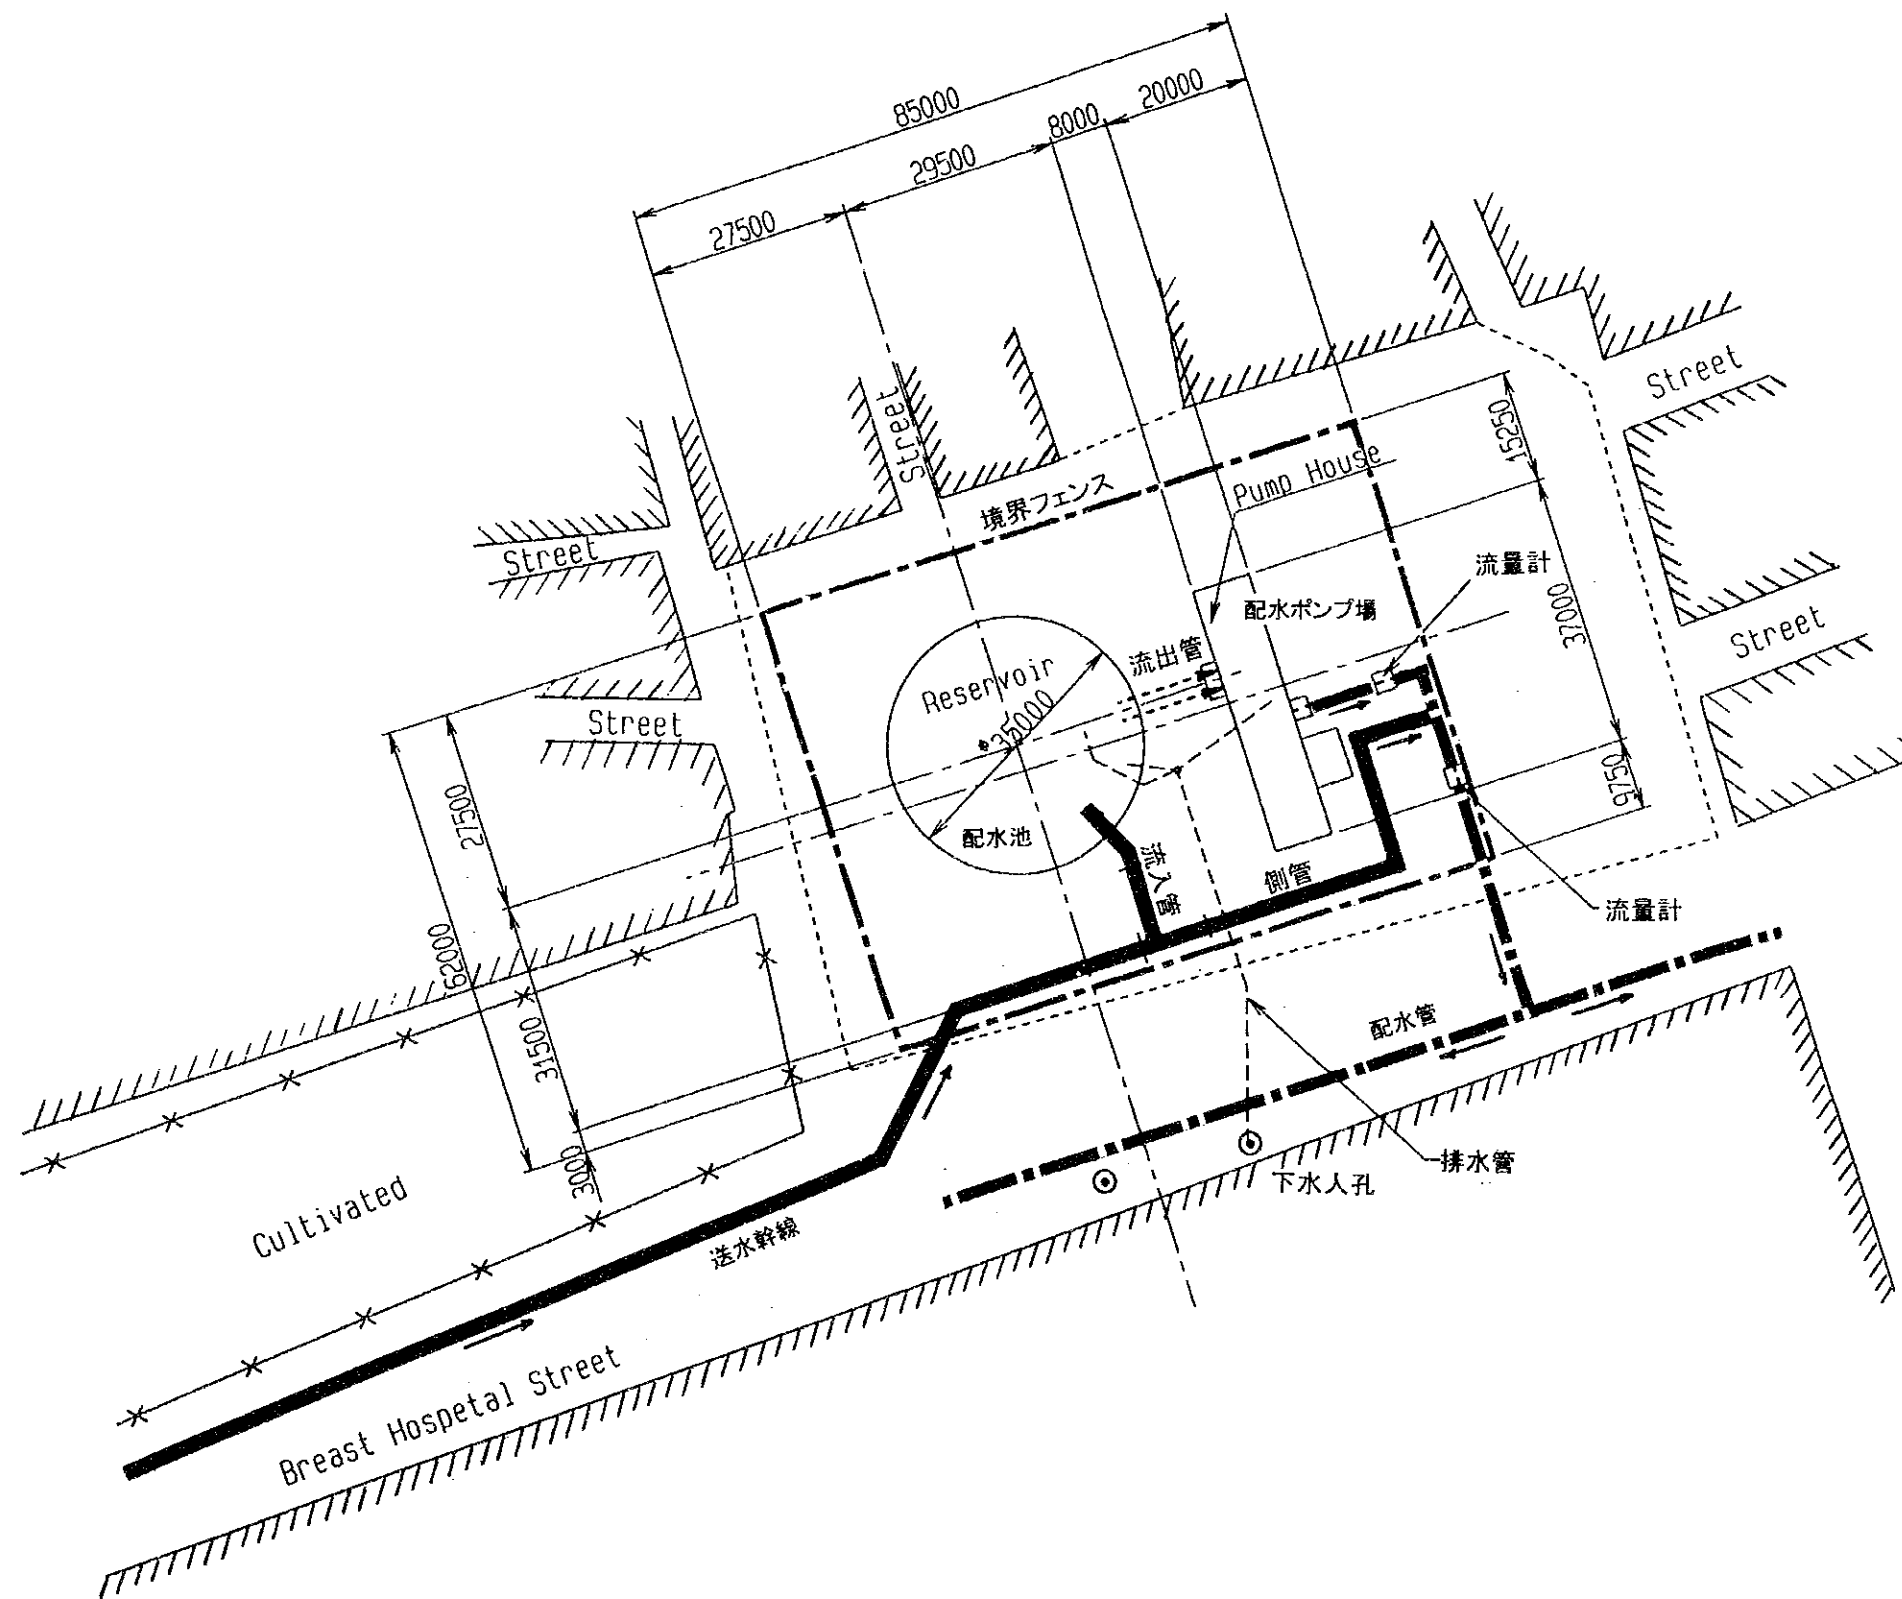 85000
20000
8000
29500
27500
Street
Street
15250
境界フェンス
Pump House
Street
流量計
配水ポンプ場
37000
Street
流出管
Reservoir
φ35000
Street
9750
27500
配水池
流入管
側管
流量計
62000
31500
配水管
3000
排水管
下水人孔
Cultivated
送水幹線
Breast Hospetal Street